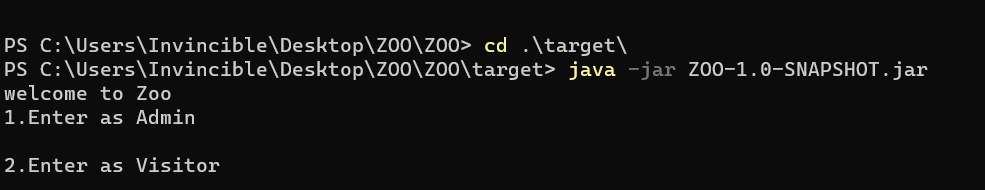 PS C:\Users\Invincible\Desktop\ZOO\ZOO> cd .\target\
PS C:\Users\Invincible\Desktop\ZOO\ZOO\target> java -jar ZOO-1.0-SNAPSHOT.jar
welcome to Zoo
1.Enter as Admin
2.Enter as Visitor